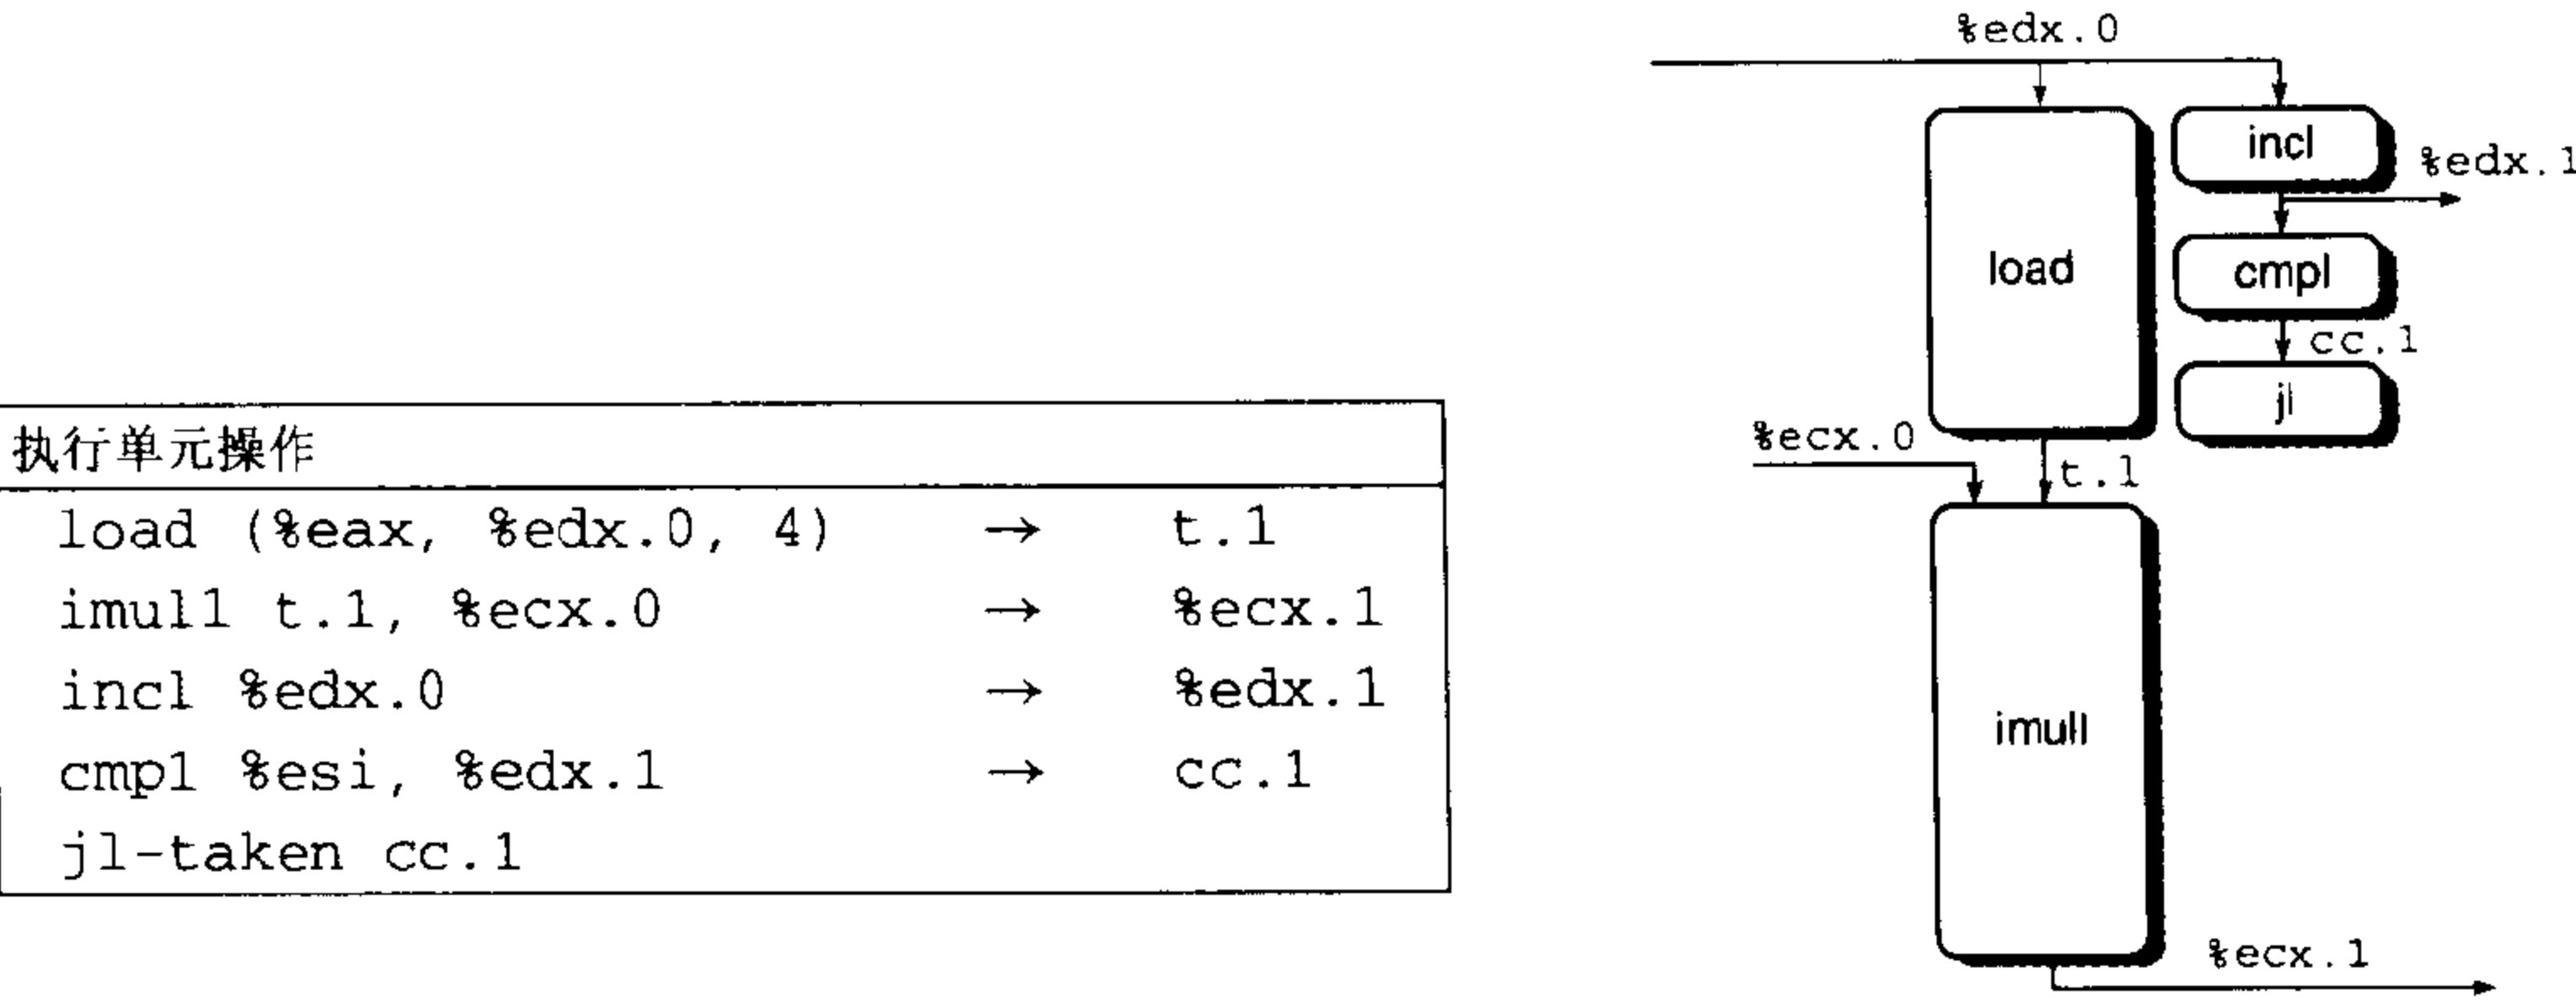 执行单元操作
load (%eax, %edx.0, 4) → t.1
imull t.1, %ecx.0 → %ecx.1
incl %edx.0 → %edx.1
cmpl %esi, %edx.1 → cc.1
jl-taken cc.1
%edx.0
incl
%edx.1
load
cmpl
cc.1
jl
%ecx.0
t.1
imull
%ecx.1